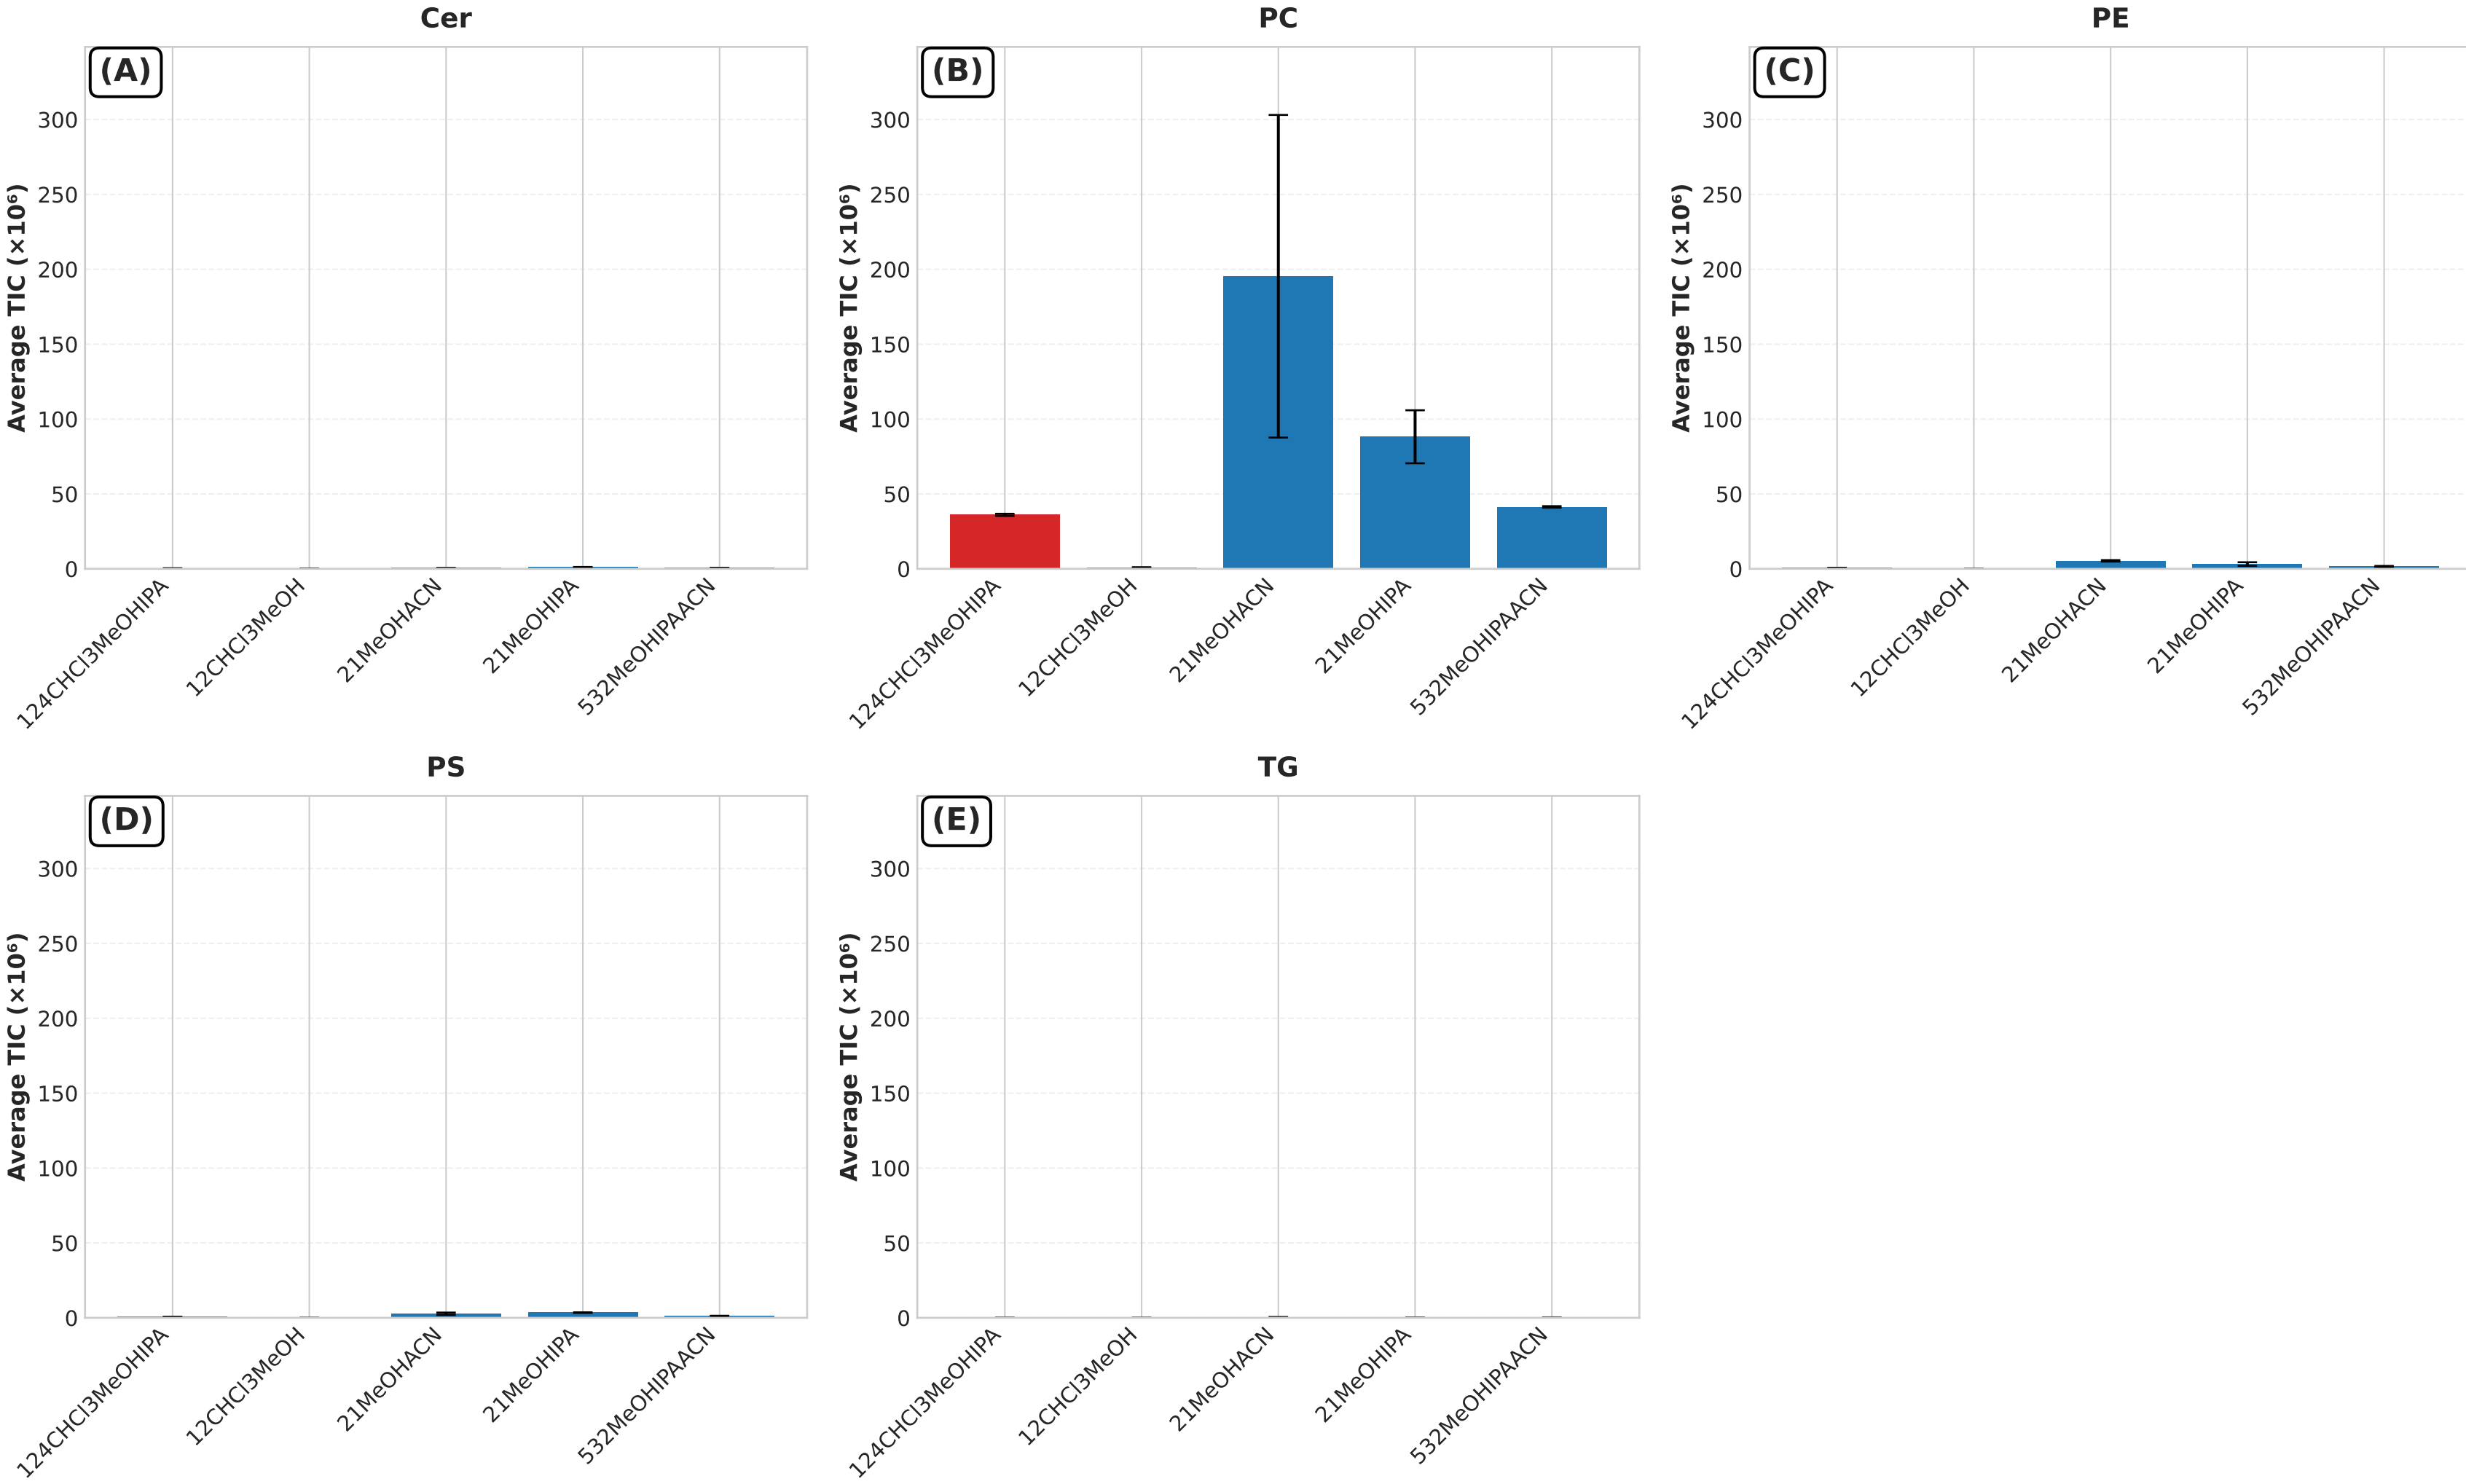 Cer
(A)
Average TIC (×10⁶)
300
250
200
150
100
50
0
124CHCl3MeOHIPA
12CHCl3MeOH
21MeOHACN
21MeOHIPA
532MeOHIPAACN
PC
(B)
Average TIC (×10⁶)
300
250
200
150
100
50
0
124CHCl3MeOHIPA
12CHCl3MeOH
21MeOHACN
21MeOHIPA
532MeOHIPAACN
PE
(C)
Average TIC (×10⁶)
300
250
200
150
100
50
0
124CHCl3MeOHIPA
12CHCl3MeOH
21MeOHACN
21MeOHIPA
532MeOHIPAACN
PS
(D)
Average TIC (×10⁶)
300
250
200
150
100
50
0
124CHCl3MeOHIPA
12CHCl3MeOH
21MeOHACN
21MeOHIPA
532MeOHIPAACN
TG
(E)
Average TIC (×10⁶)
300
250
200
150
100
50
0
124CHCl3MeOHIPA
12CHCl3MeOH
21MeOHACN
21MeOHIPA
532MeOHIPAACN